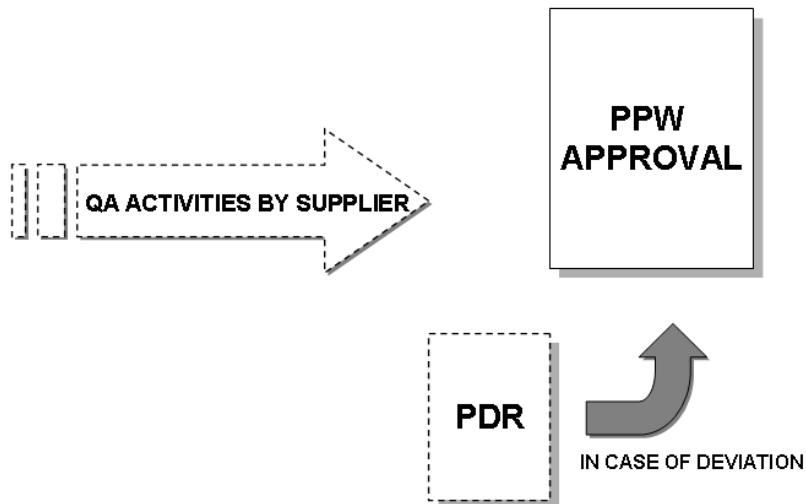 PPW
APPROVAL
QA ACTIVITIES BY SUPPLIER
PDR
IN CASE OF DEVIATION